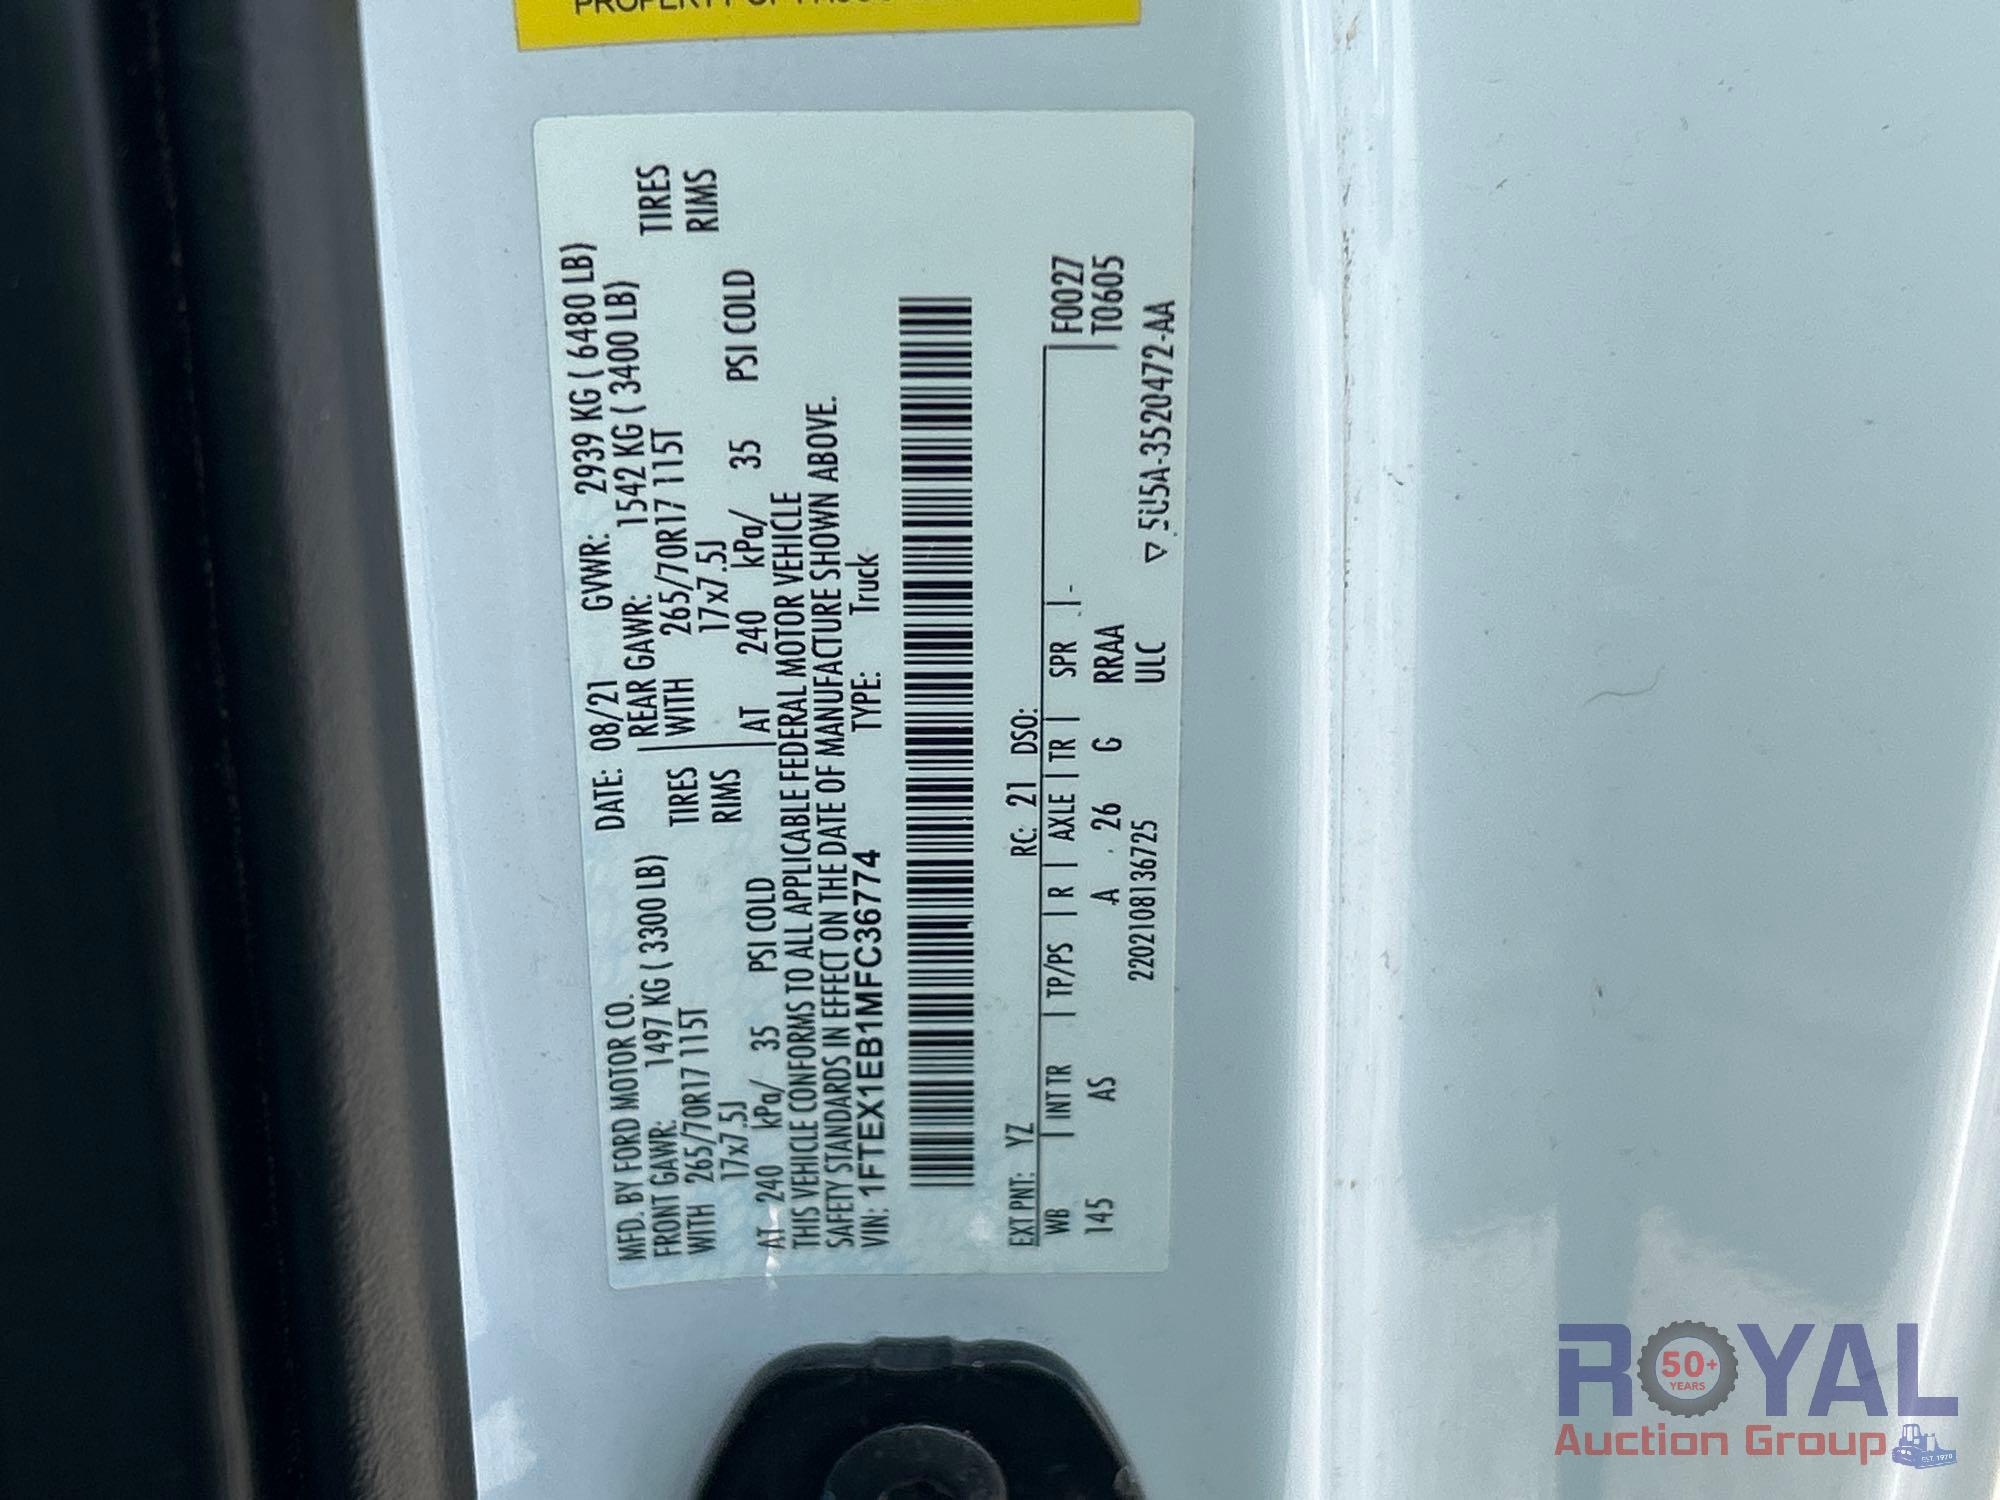 PROPERTY OF
MFD. BY FORD MOTOR CO.
DATE: 08/21 GVWR: 2939 KG ( 6480 LB)
FRONT GAWR: 1497 KG ( 3300 LB)
REAR GAWR: 1542 KG ( 3400 LB)
WITH 265/70R17 115T TIRES
WITH 265/70R17 115T TIRES
17x7.5J RIMS
17x7.5J RIMS
AT 240 kPa/ 35 PSI COLD
AT 240 kPa/ 35 PSI COLD
THIS VEHICLE CONFORMS TO ALL APPLICABLE FEDERAL MOTOR VEHICLE
SAFETY STANDARDS IN EFFECT ON THE DATE OF MANUFACTURE SHOWN ABOVE.
VIN: 1FTEX1EB1MFC36774 TYPE: Truck
EXT PNT: YZ RC: 21 DSO: F0027
WB INT TR TP/PS R AXLE TR SPR T0605
145 AS A 26 G RRAA
2202108136725 ULC ▽ 5U5A-3520472-AA
ROYAL
50+
YEARS
Auction Group
EST. 1970